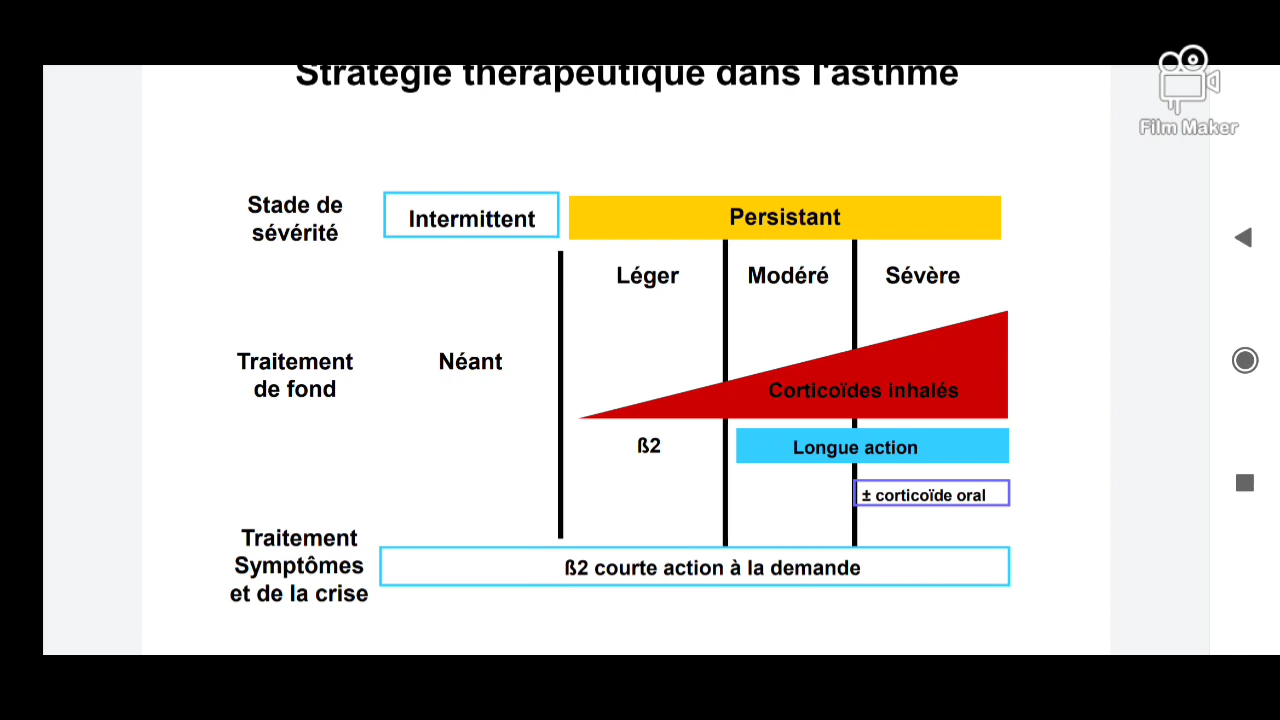 Stratégie thérapeutique dans l'asthme
Film Maker
Stade de
sévérité
Intermittent
Persistant
Léger
Modéré
Sévère
Traitement
de fond
Néant
Corticoïdes inhalés
ß2
Longue action
± corticoïde oral
Traitement
Symptômes
et de la crise
ß2 courte action à la demande